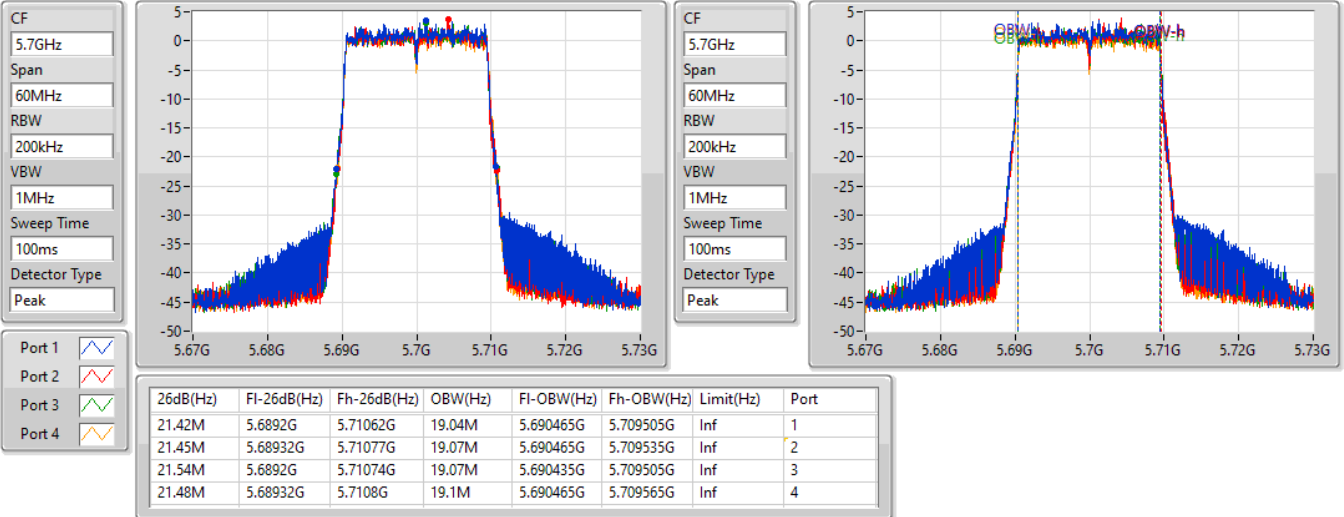 CF
5.7GHz
Span
60MHz
RBW
200kHz
VBW
1MHz
Sweep Time
100ms
Detector Type
Peak
5
0
-5
-10
-15
-20
-25
-30
-35
-40
-45
-50
5.67G 5.68G 5.69G 5.7G 5.71G 5.72G 5.73G
CF
5.7GHz
Span
60MHz
RBW
200kHz
VBW
1MHz
Sweep Time
100ms
Detector Type
Peak
5
0
-5
-10
-15
-20
-25
-30
-35
-40
-45
-50
OBW-h
5.67G 5.68G 5.69G 5.7G 5.71G 5.72G 5.73G
Port 1
Port 2
Port 3
Port 4
26dB(Hz) Fl-26dB(Hz) Fh-26dB(Hz) OBW(Hz) Fl-OBW(Hz) Fh-OBW(Hz) Limit(Hz) Port
21.42M 5.6892G 5.71062G 19.04M 5.690465G 5.709505G Inf 1
21.45M 5.68932G 5.71077G 19.07M 5.690465G 5.709535G Inf 2
21.54M 5.6892G 5.71074G 19.07M 5.690435G 5.709505G Inf 3
21.48M 5.68932G 5.7108G 19.1M 5.690465G 5.709565G Inf 4